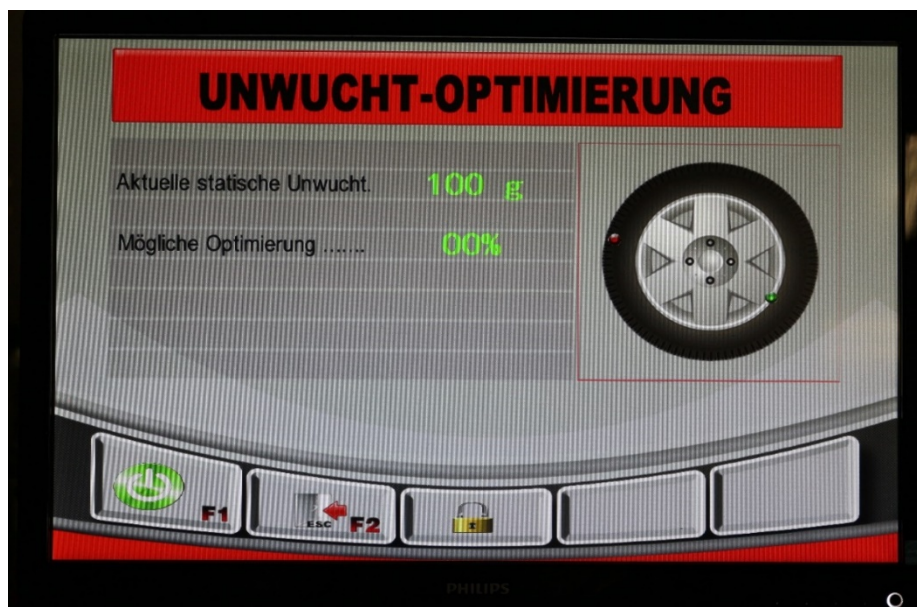 UNWUCHT-OPTIMIERUNG
Aktuelle statische Unwucht. 100 g
Mögliche Optimierung ....... 00%
F1
ESC F2
PHILIPS